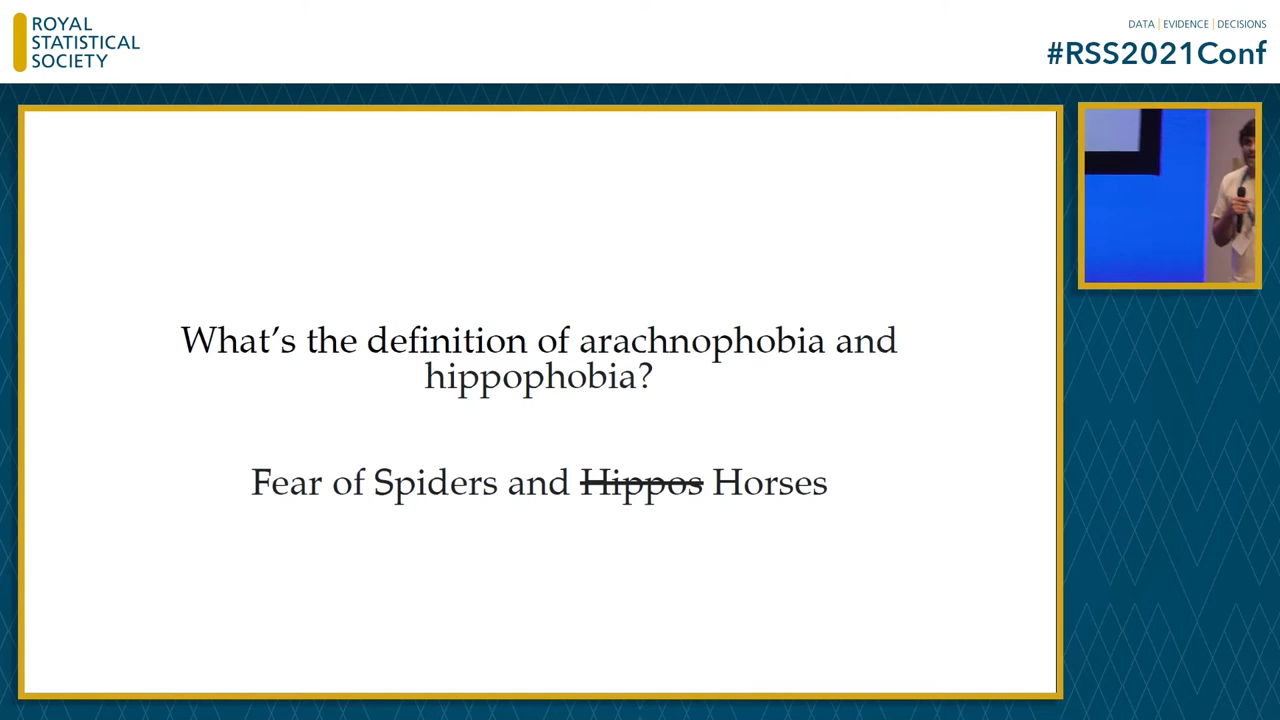 ROYAL
STATISTICAL
SOCIETY
DATA | EVIDENCE | DECISIONS
#RSS2021Conf
What's the definition of arachnophobia and
hippophobia?
Fear of Spiders and Hippos Horses